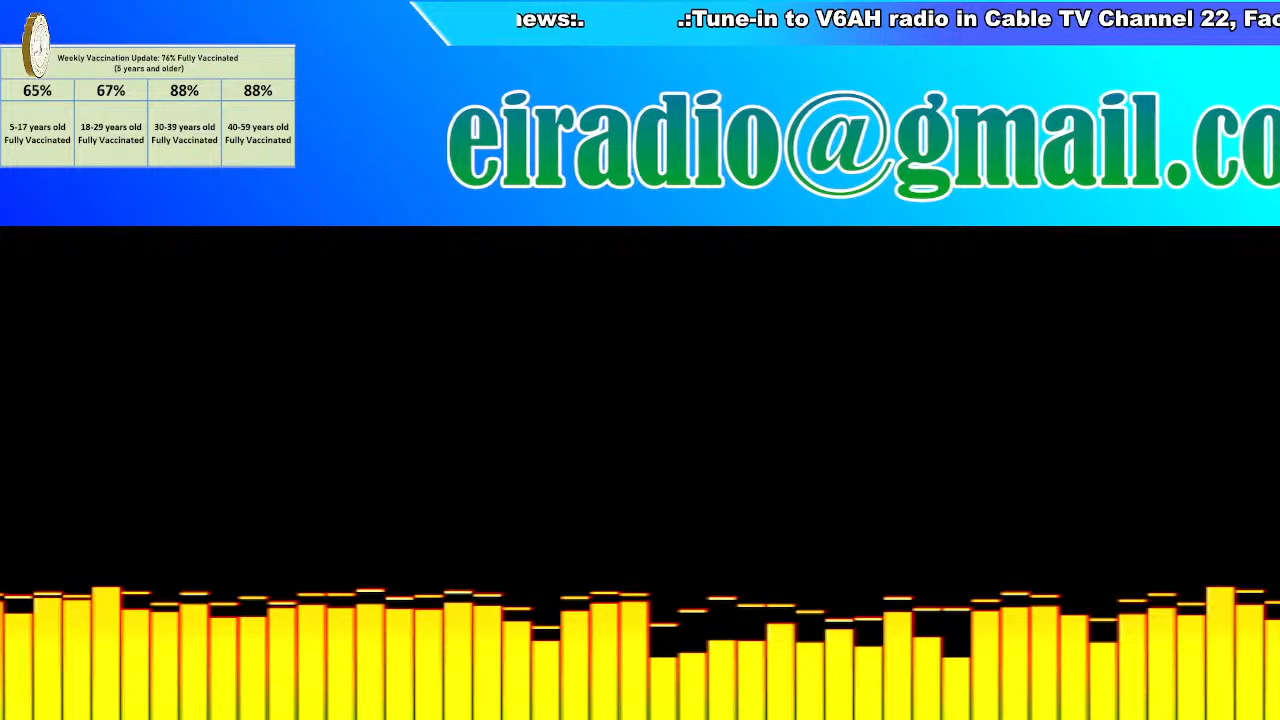 news:.
.:Tune-in to V6AH radio in Cable TV Channel 22, Fac
Weekly Vaccination Update: 76% Fully Vaccinated
(5 years and older)
65% 67% 88% 88%
5-17 years old 18-29 years old 30-39 years old 40-59 years old
Fully Vaccinated Fully Vaccinated Fully Vaccinated Fully Vaccinated
eiradio@gmail.co